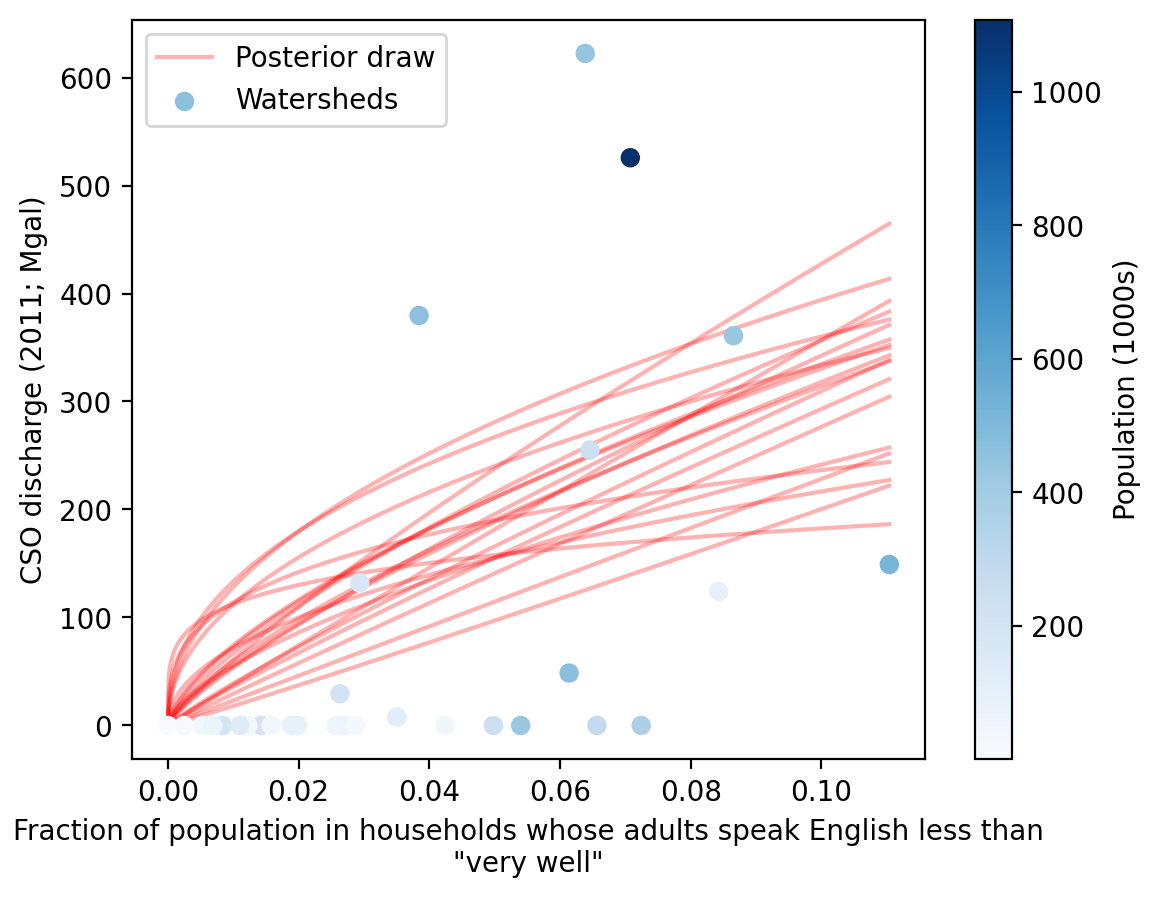 Posterior draw
Watersheds
600
500
400
300
200
100
0
CSO discharge (2011; Mgal)
0.00 0.02 0.04 0.06 0.08 0.10
Fraction of population in households whose adults speak English less than
"very well"
1000
800
600
400
200
Population (1000s)